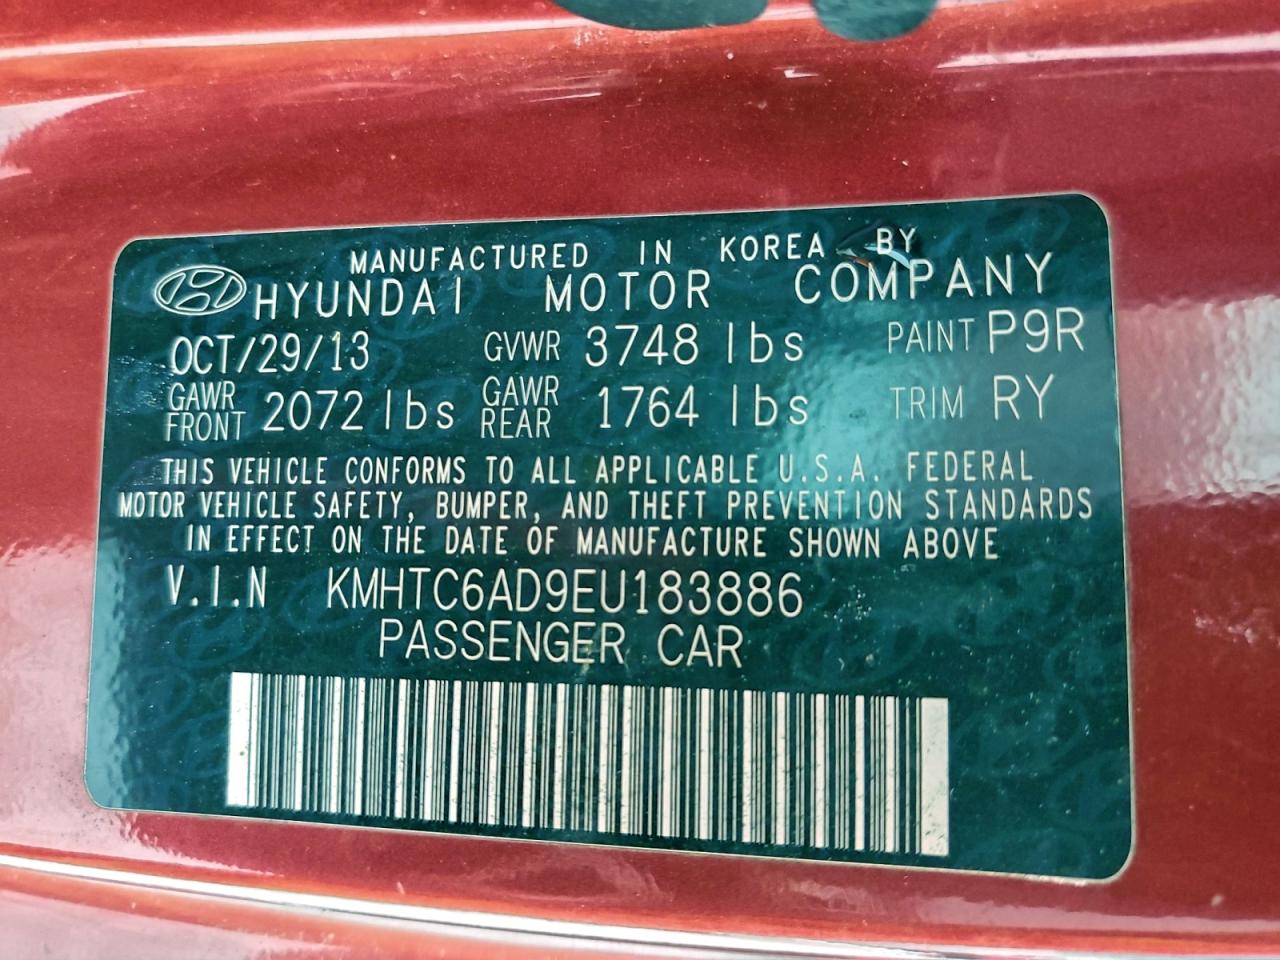 MANUFACTURED IN KOREA BY
HYUNDAI MOTOR COMPANY
OCT/29/13 GVWR 3748 lbs PAINT P9R
GAWR FRONT 2072 lbs GAWR REAR 1764 lbs TRIM RY
THIS VEHICLE CONFORMS TO ALL APPLICABLE U.S.A. FEDERAL
MOTOR VEHICLE SAFETY, BUMPER, AND THEFT PREVENTION STANDARDS
IN EFFECT ON THE DATE OF MANUFACTURE SHOWN ABOVE
V.I.N KMHTC6AD9EU183886
PASSENGER CAR